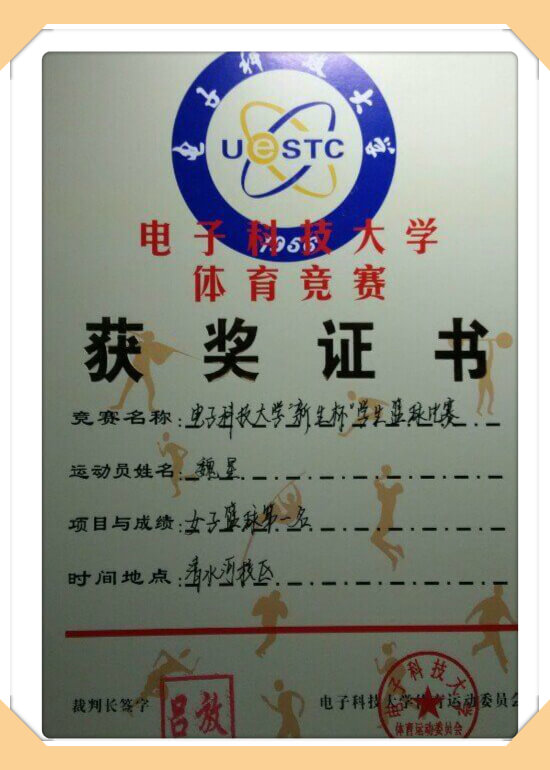 电子科技大学
UeSTC
1956
电子科技大学
体育竞赛
获奖证书
竞赛名称：电子科技大学“新生杯”学生篮球比赛
运动员姓名：魏星
项目与成绩：女子篮球第一名
时间地点：清水河校区
裁判长签字 吕放
电子科技大学体育运动委员会
电子科技大学
体育运动委员会